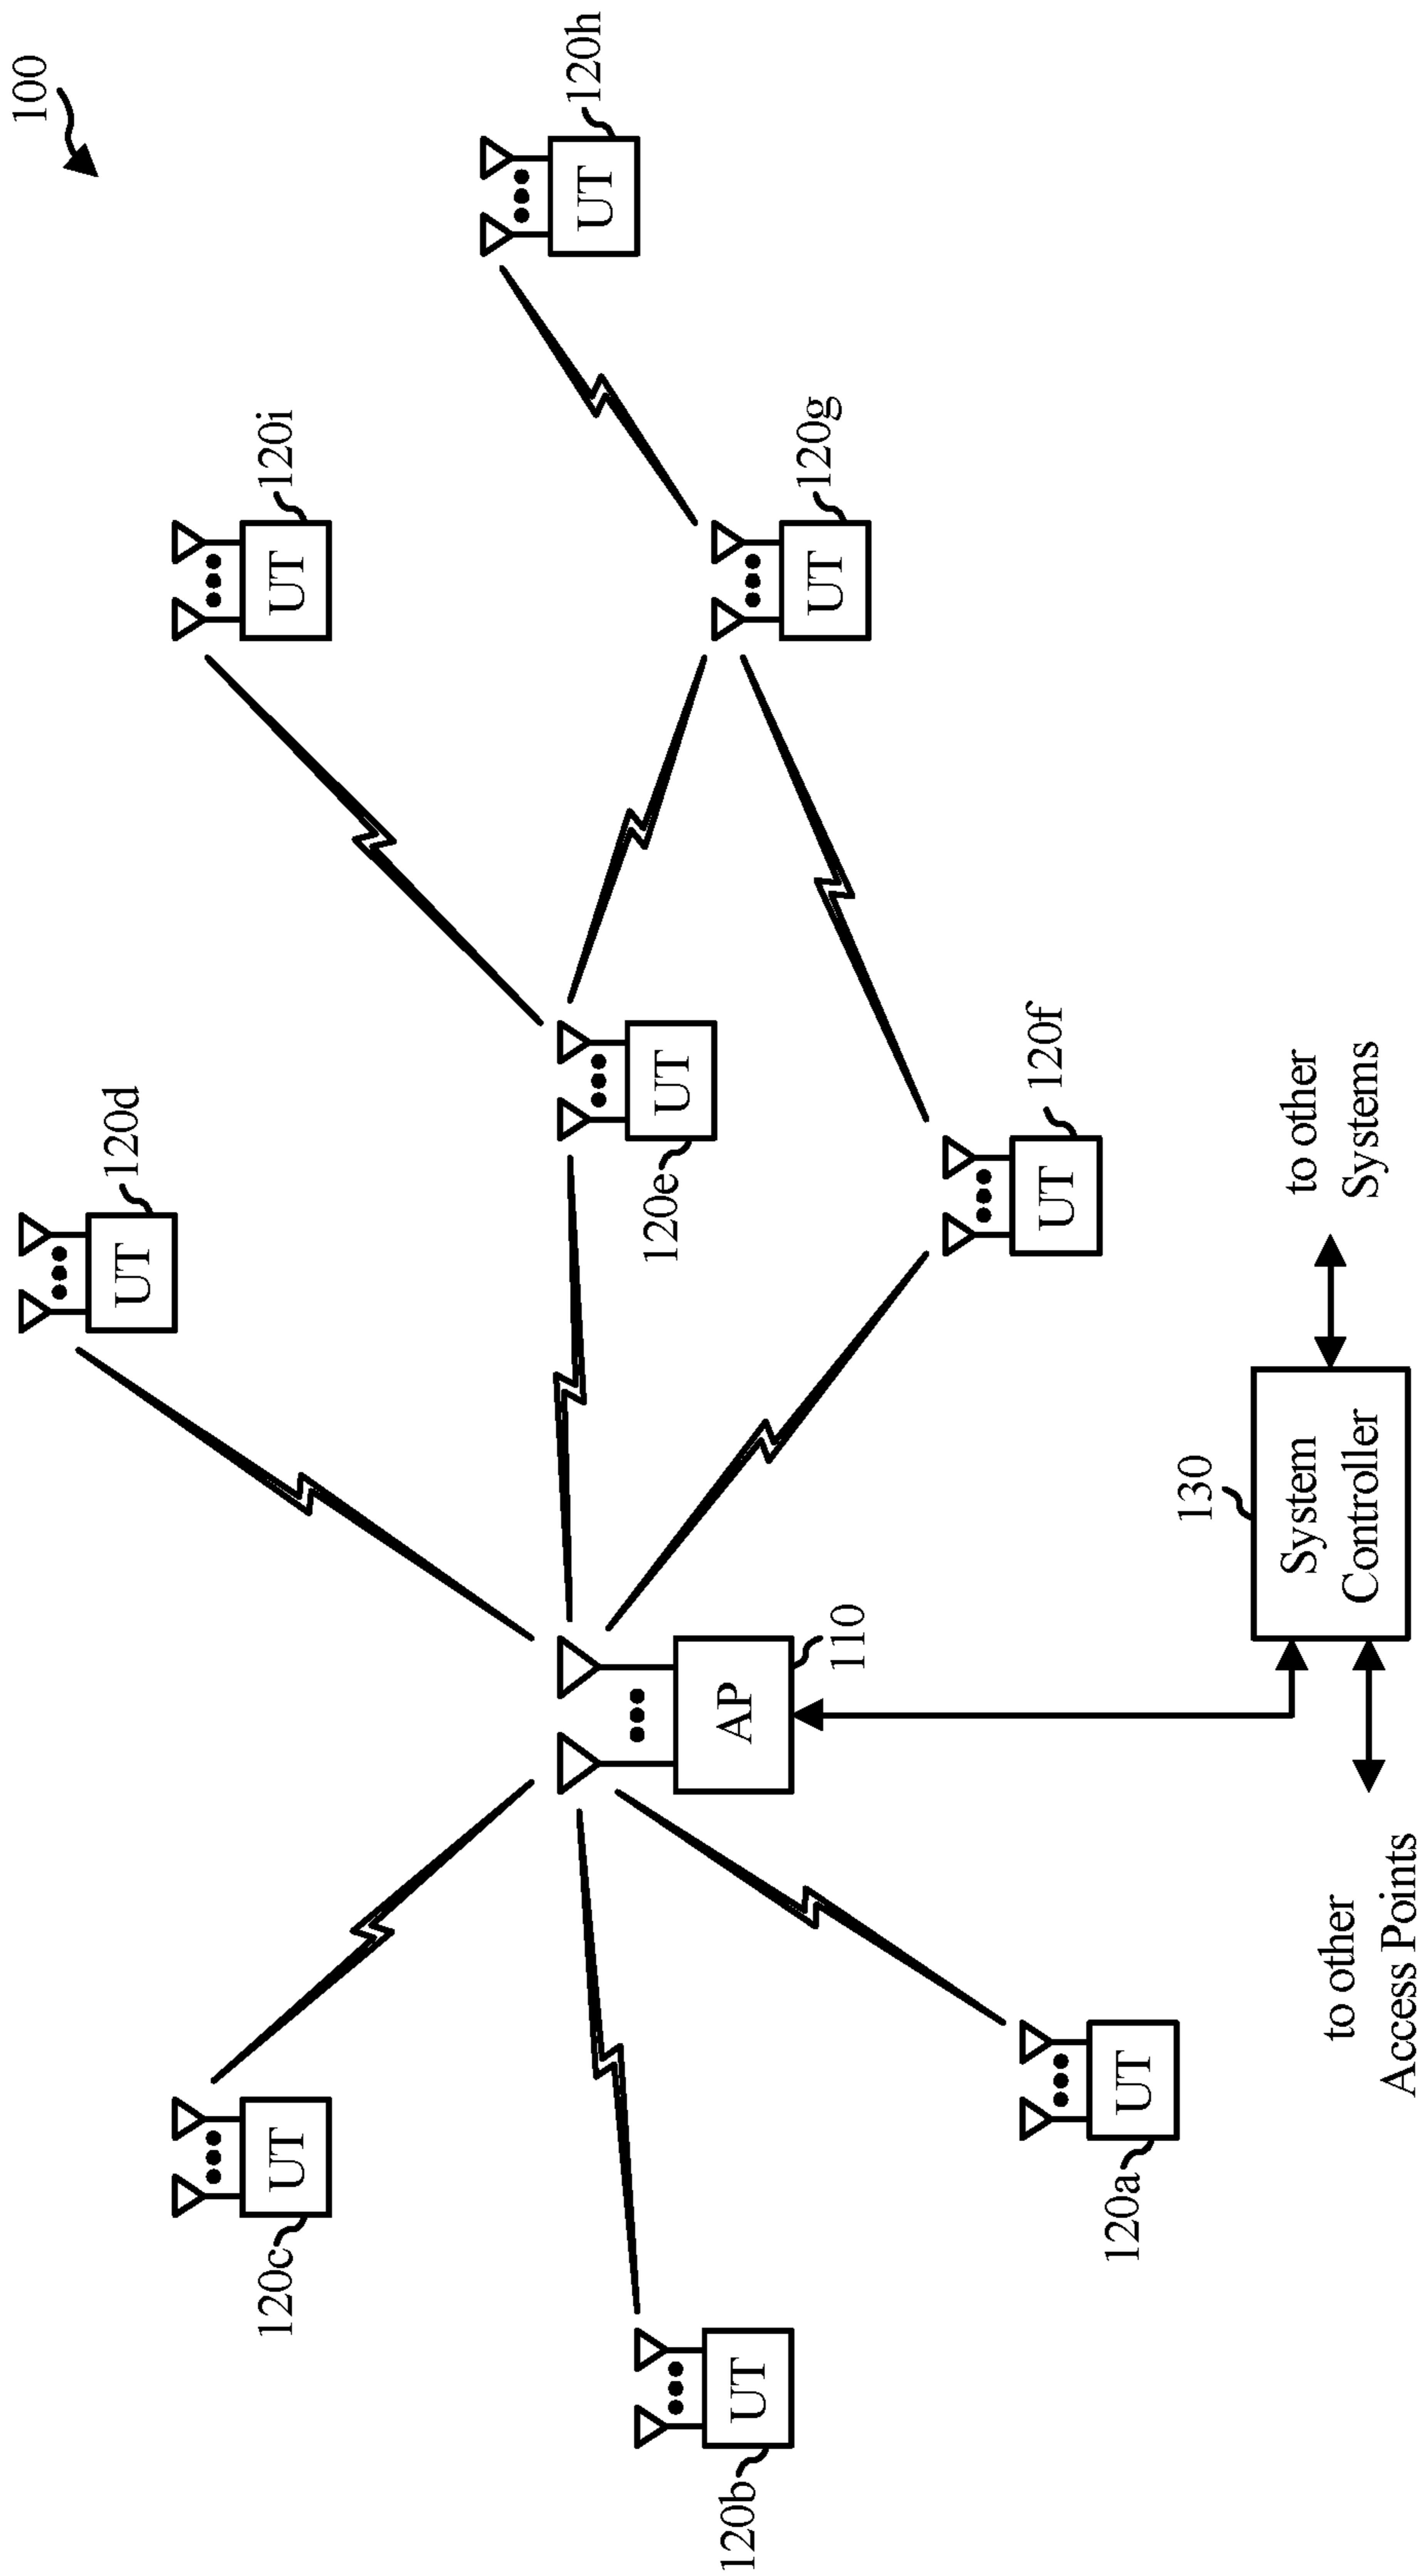 100
UT
120d
UT
120c
UT
120i
UT
120h
120e
UT
120b
UT
AP
110
UT
120g
UT
120f
120a
UT
130
System
Controller
to other
Access Points
to other
Systems